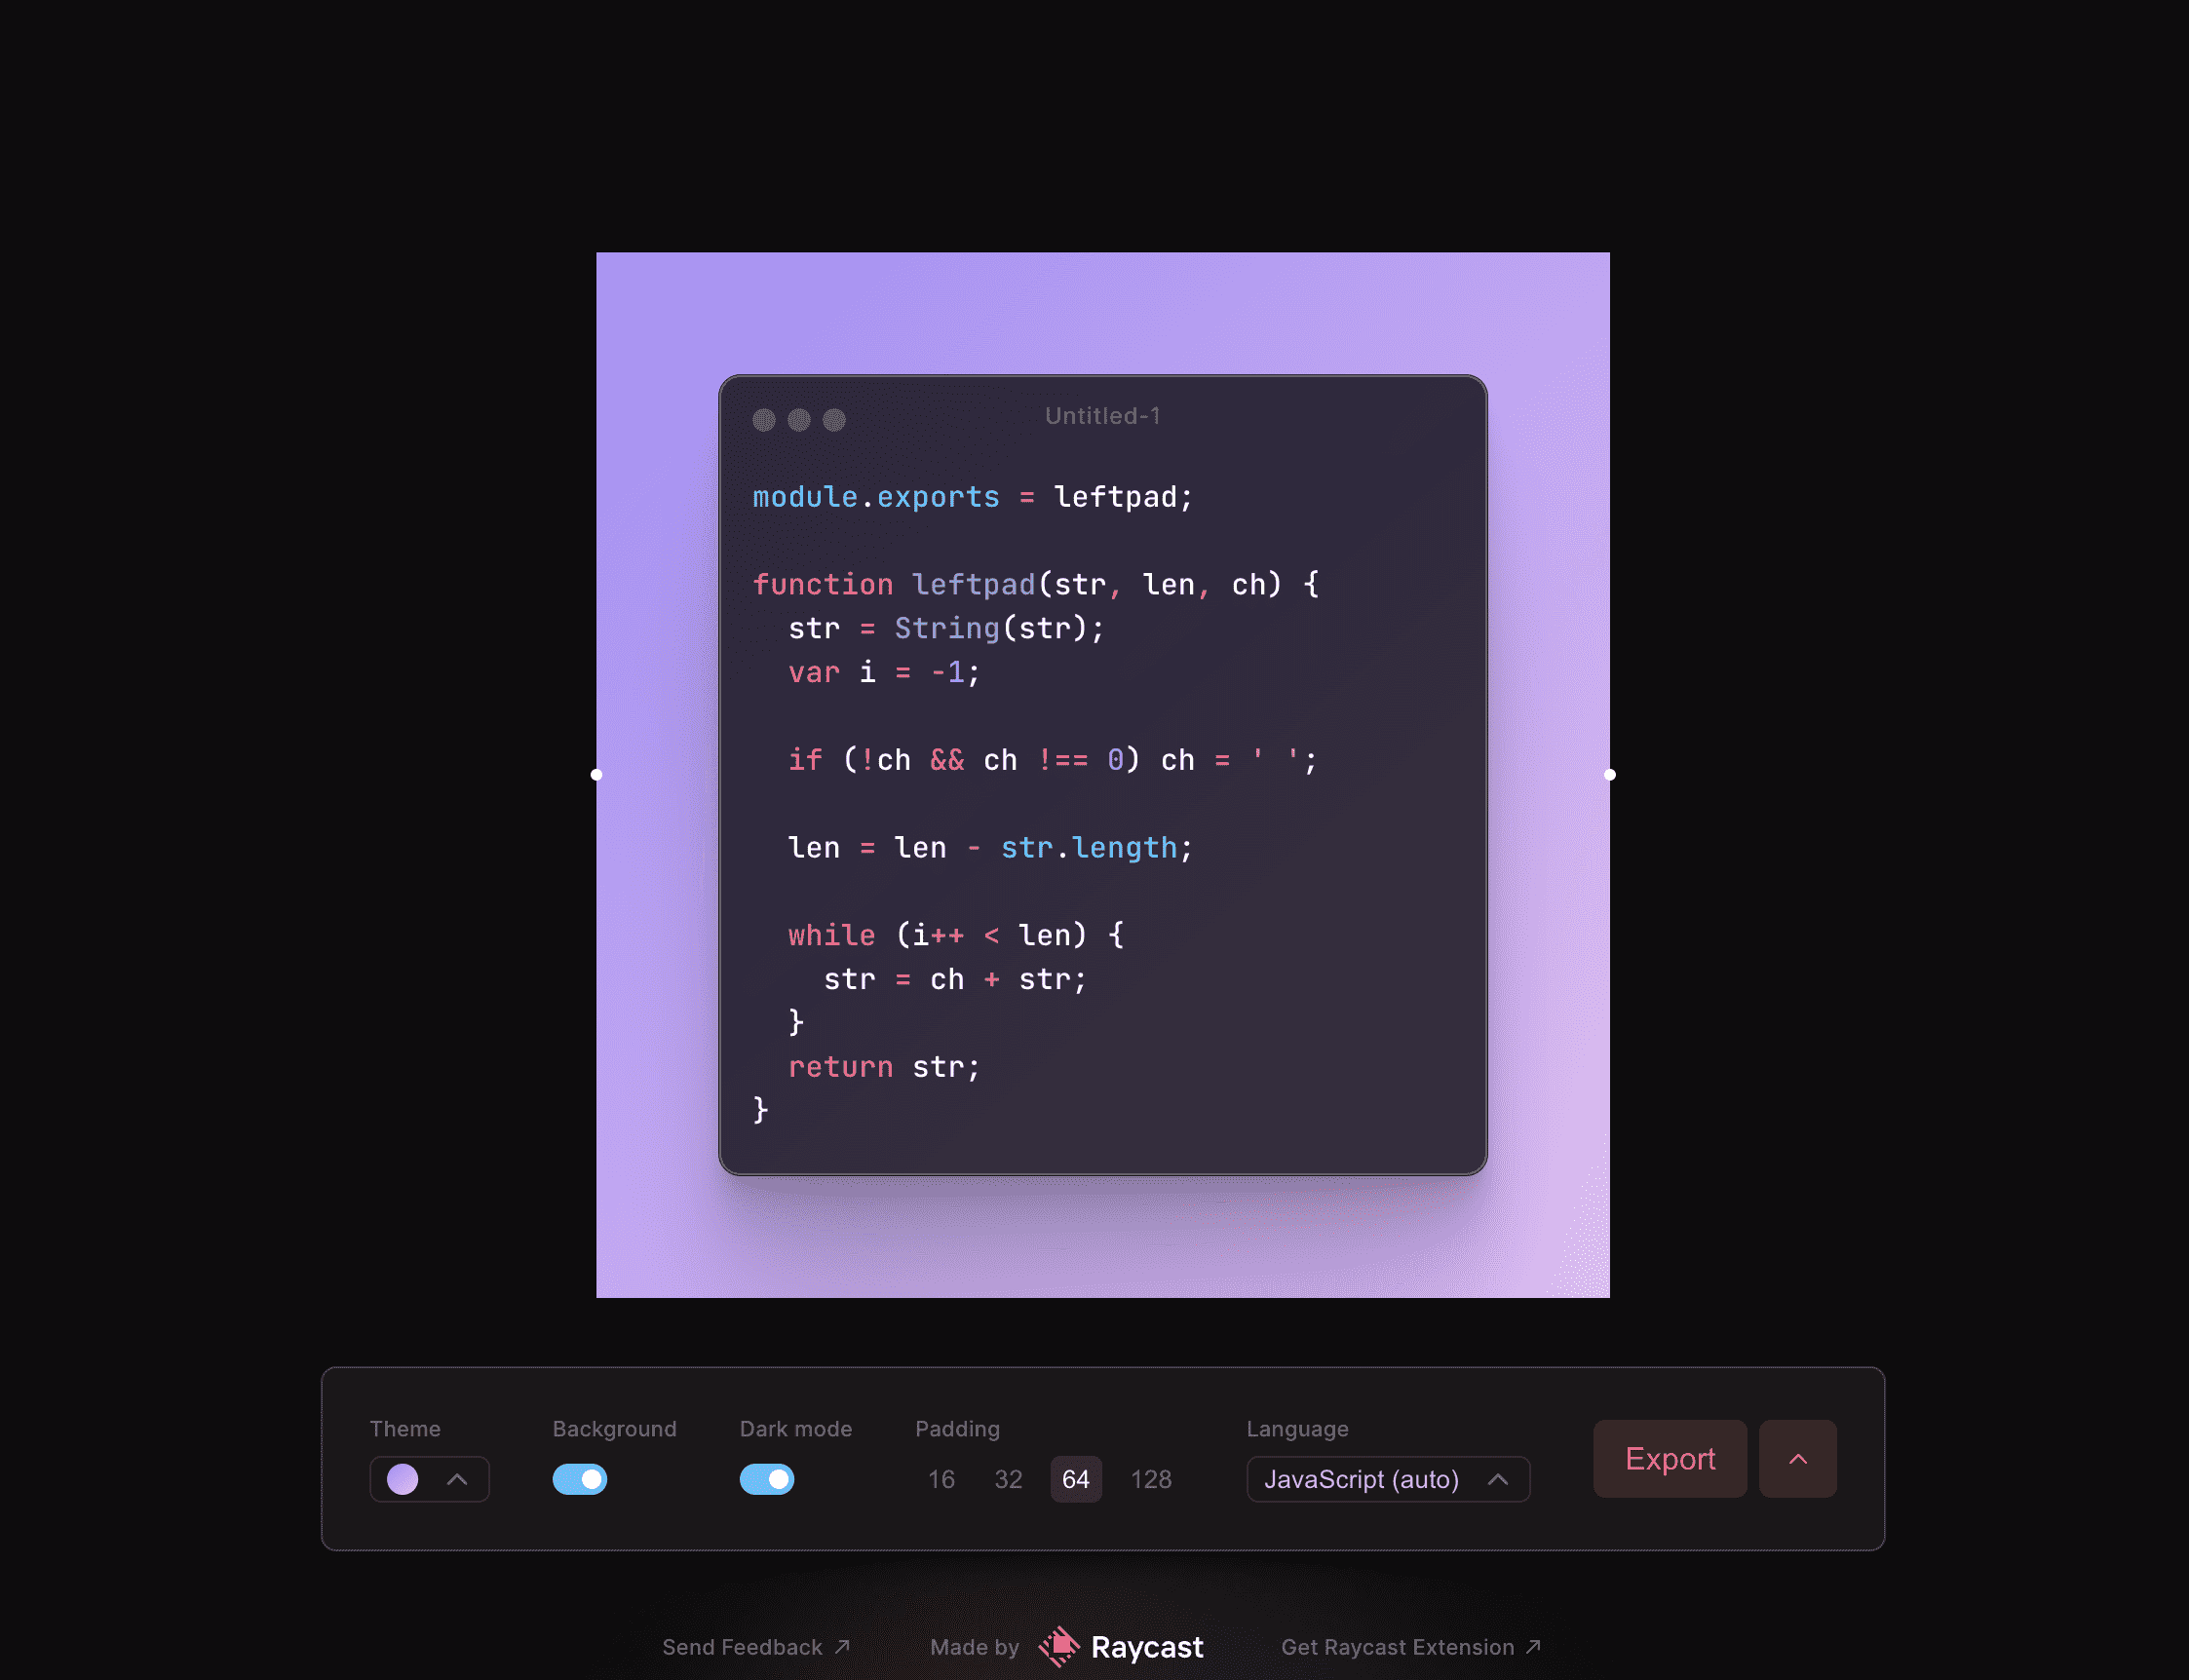 Untitled-1
module.exports = leftpad;
function leftpad(str, len, ch) {
  str = String(str);
  var i = -1;
  if (!ch && ch !== 0) ch = ' ';
  len = len - str.length;
  while (i++ < len) {
    str = ch + str;
  }
  return str;
}
Theme Background Dark mode Padding Language
16 32 64 128 JavaScript (auto) Export
Send Feedback Made by Raycast Get Raycast Extension